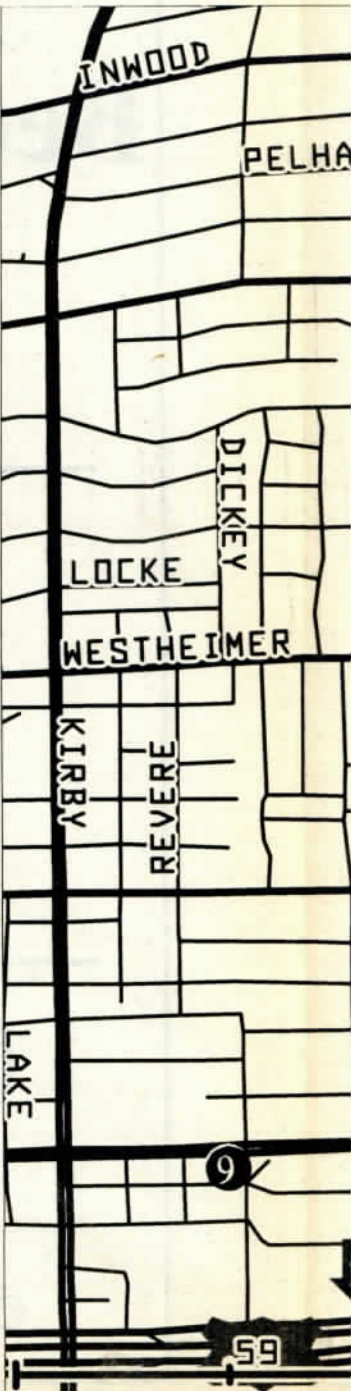 INWOOD
PELHA
DICKEY
LOCKE
WESTHEIMER
KIRBY
REVERE
LAKE
9
59